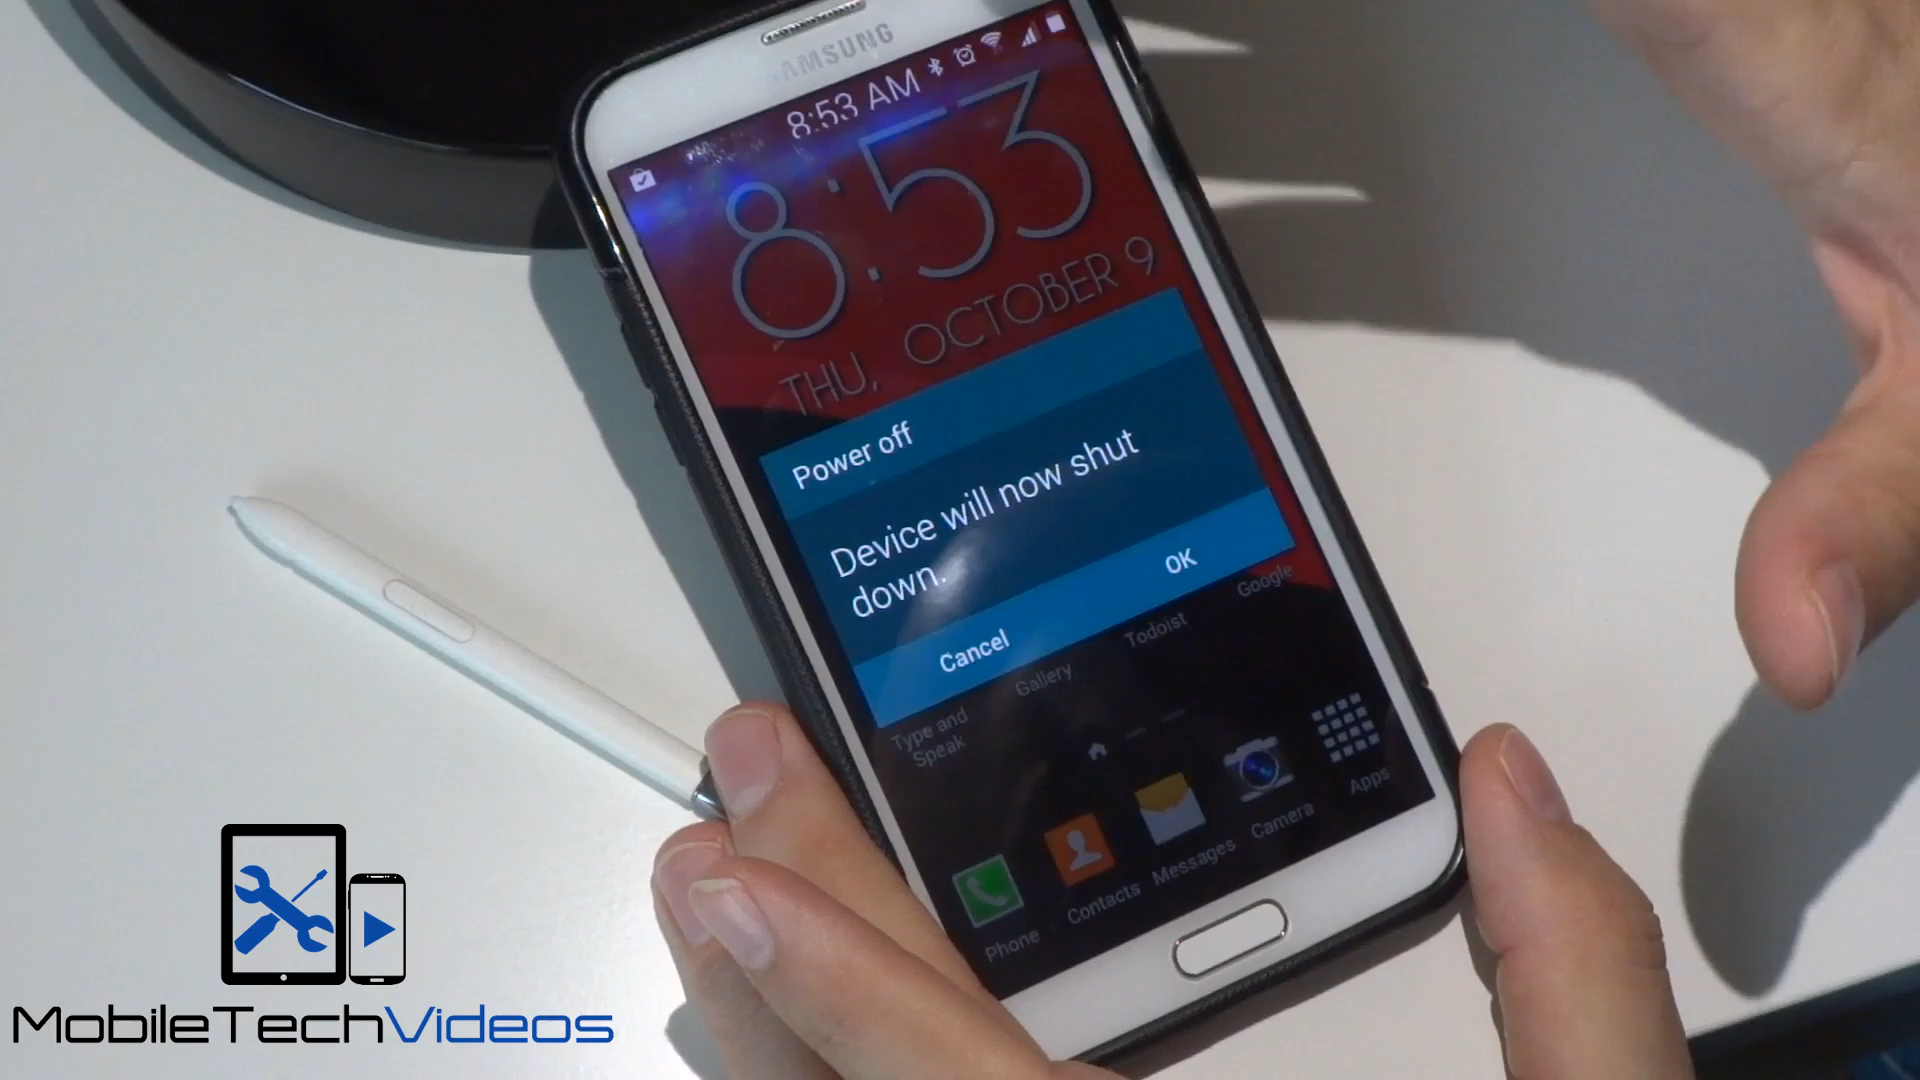 SAMSUNG
8:53 AM
8:53
THU, OCTOBER 9
Power off
Device will now shut
down.
Cancel
OK
Type and
Speak
Gallery
Todoist
Google
Phone
Contacts
Messages
Camera
Apps
MobileTechVideos